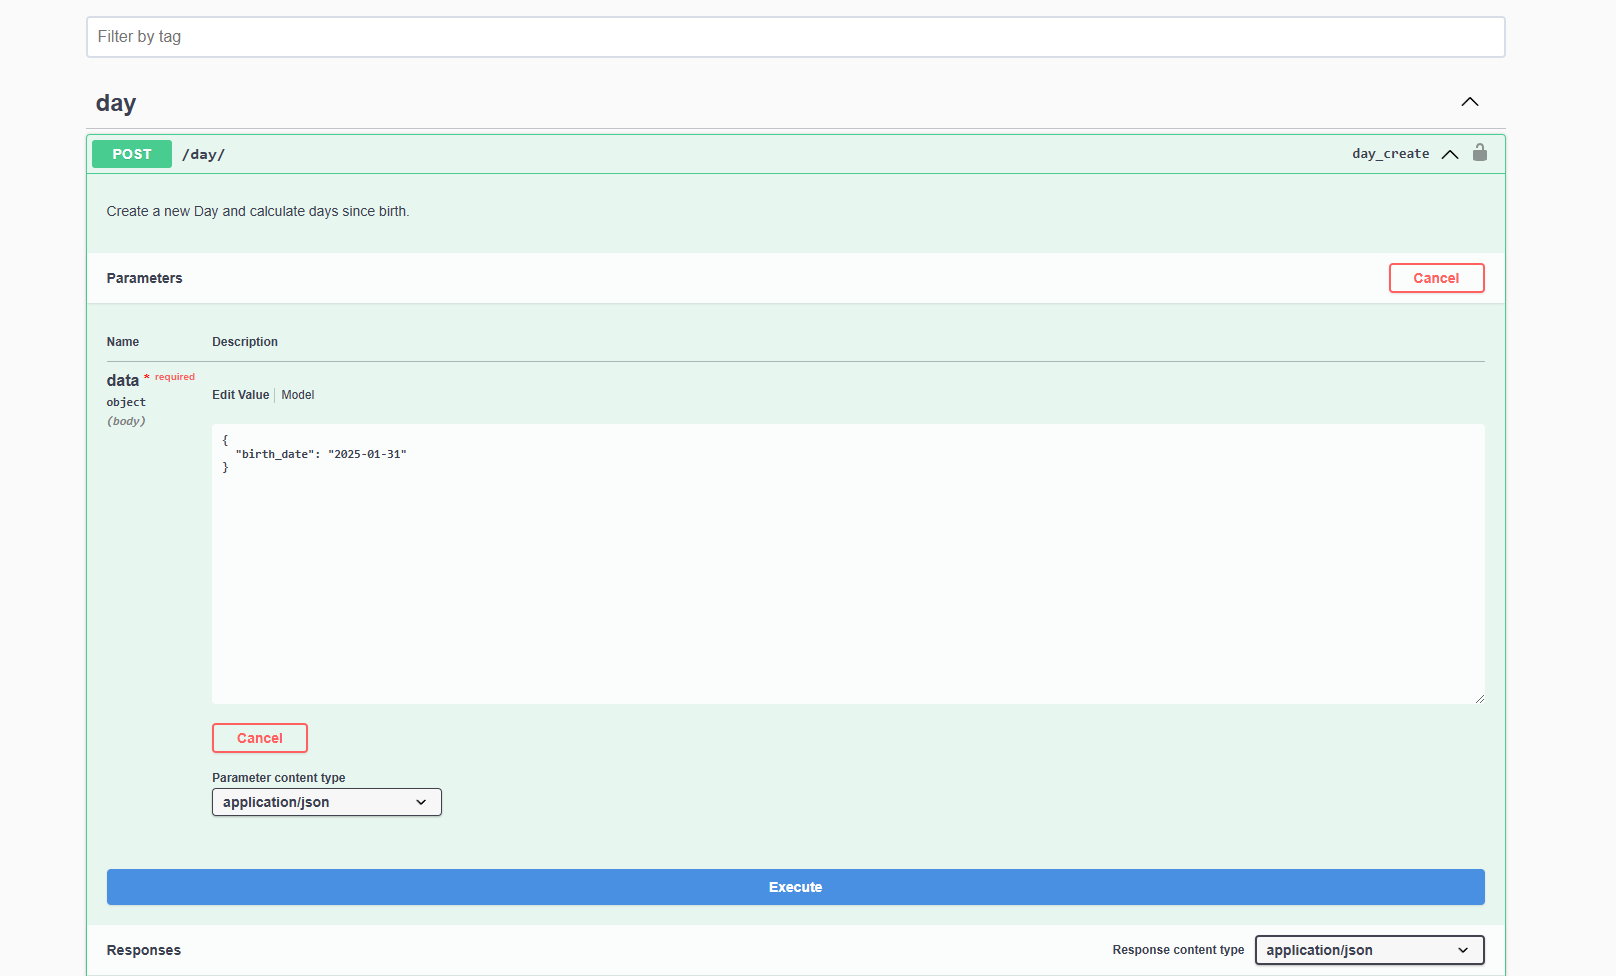 Filter by tag
day
POST /day/ day_create
Create a new Day and calculate days since birth.
Parameters Cancel
Name Description
data * required
object
(body)
Edit Value Model
{
  "birth_date": "2025-01-31"
}
Cancel
Parameter content type
application/json
Execute
Responses Response content type application/json